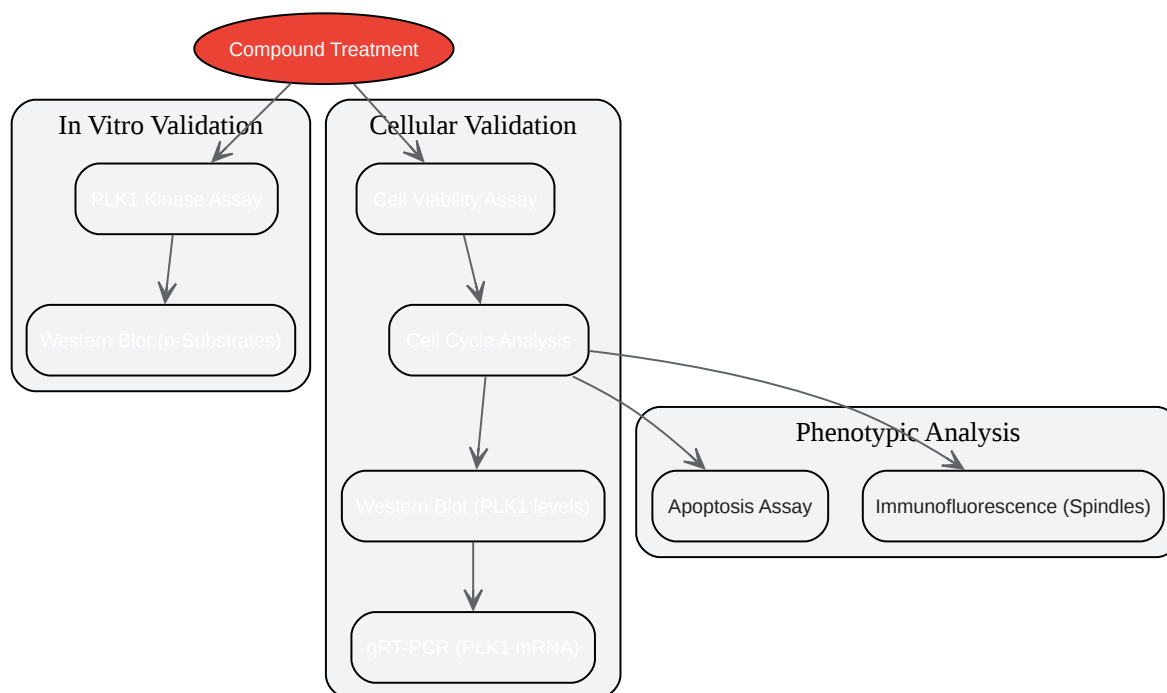 Compound Treatment
In Vitro Validation
PLK1 Kinase Assay
Western Blot (p-Substrates)
Cellular Validation
Cell Viability Assay
Cell Cycle Analysis
Western Blot (PLK1 levels)
qRT-PCR (PLK1 mRNA)
Phenotypic Analysis
Apoptosis Assay
Immunofluorescence (Spindles)